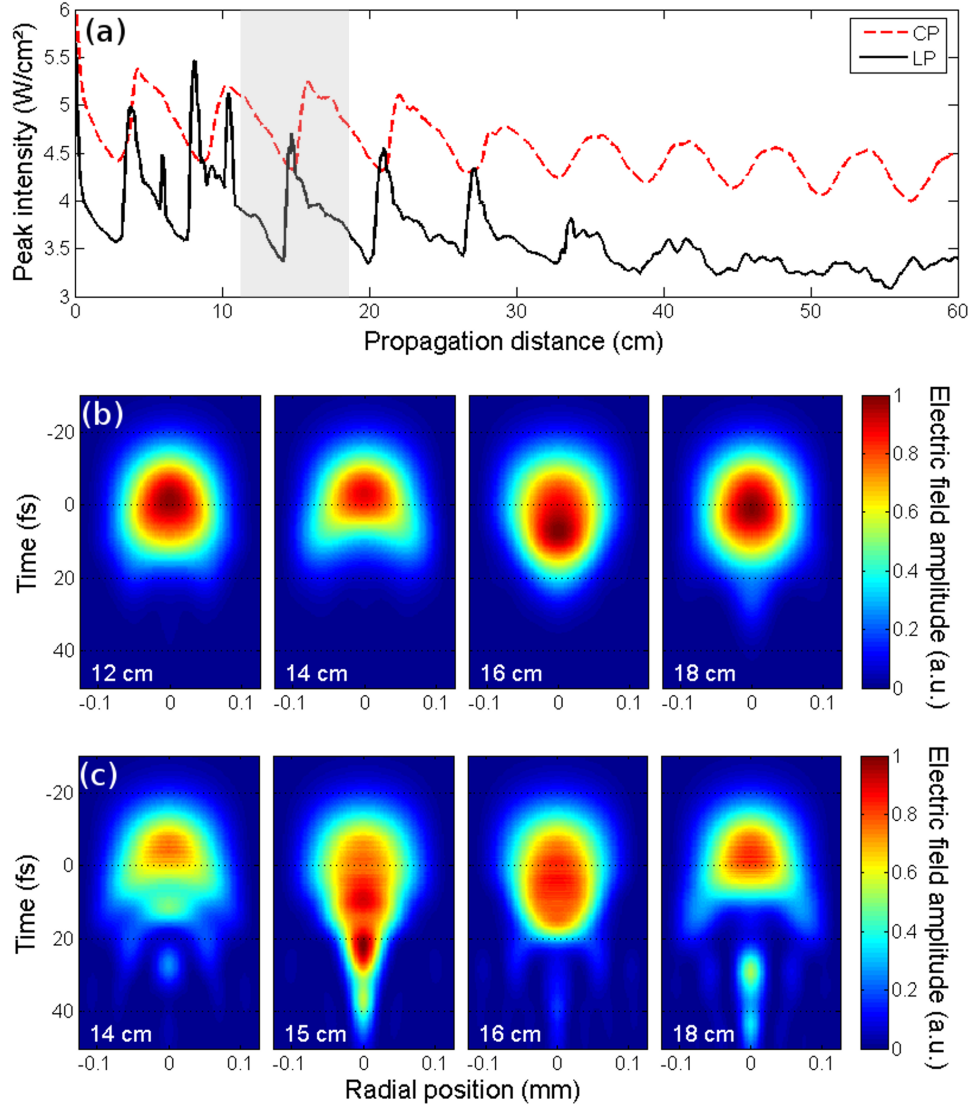 (a)
CP
LP
Peak intensity (W/cm²)
6
5.5
5
4.5
4
3.5
3
0 10 20 30 40 50 60
Propagation distance (cm)
(b)
Time (fs)
-20
0
20
40
12 cm 14 cm 16 cm 18 cm
-0.1 0 0.1 -0.1 0 0.1 -0.1 0 0.1 -0.1 0 0.1
1
0.8
0.6
0.4
0.2
0
Electric field amplitude (a.u.)
(c)
Time (fs)
-20
0
20
40
14 cm 15 cm 16 cm 18 cm
-0.1 0 0.1 -0.1 0 0.1 -0.1 0 0.1 -0.1 0 0.1
Radial position (mm)
1
0.8
0.6
0.4
0.2
0
Electric field amplitude (a.u.)